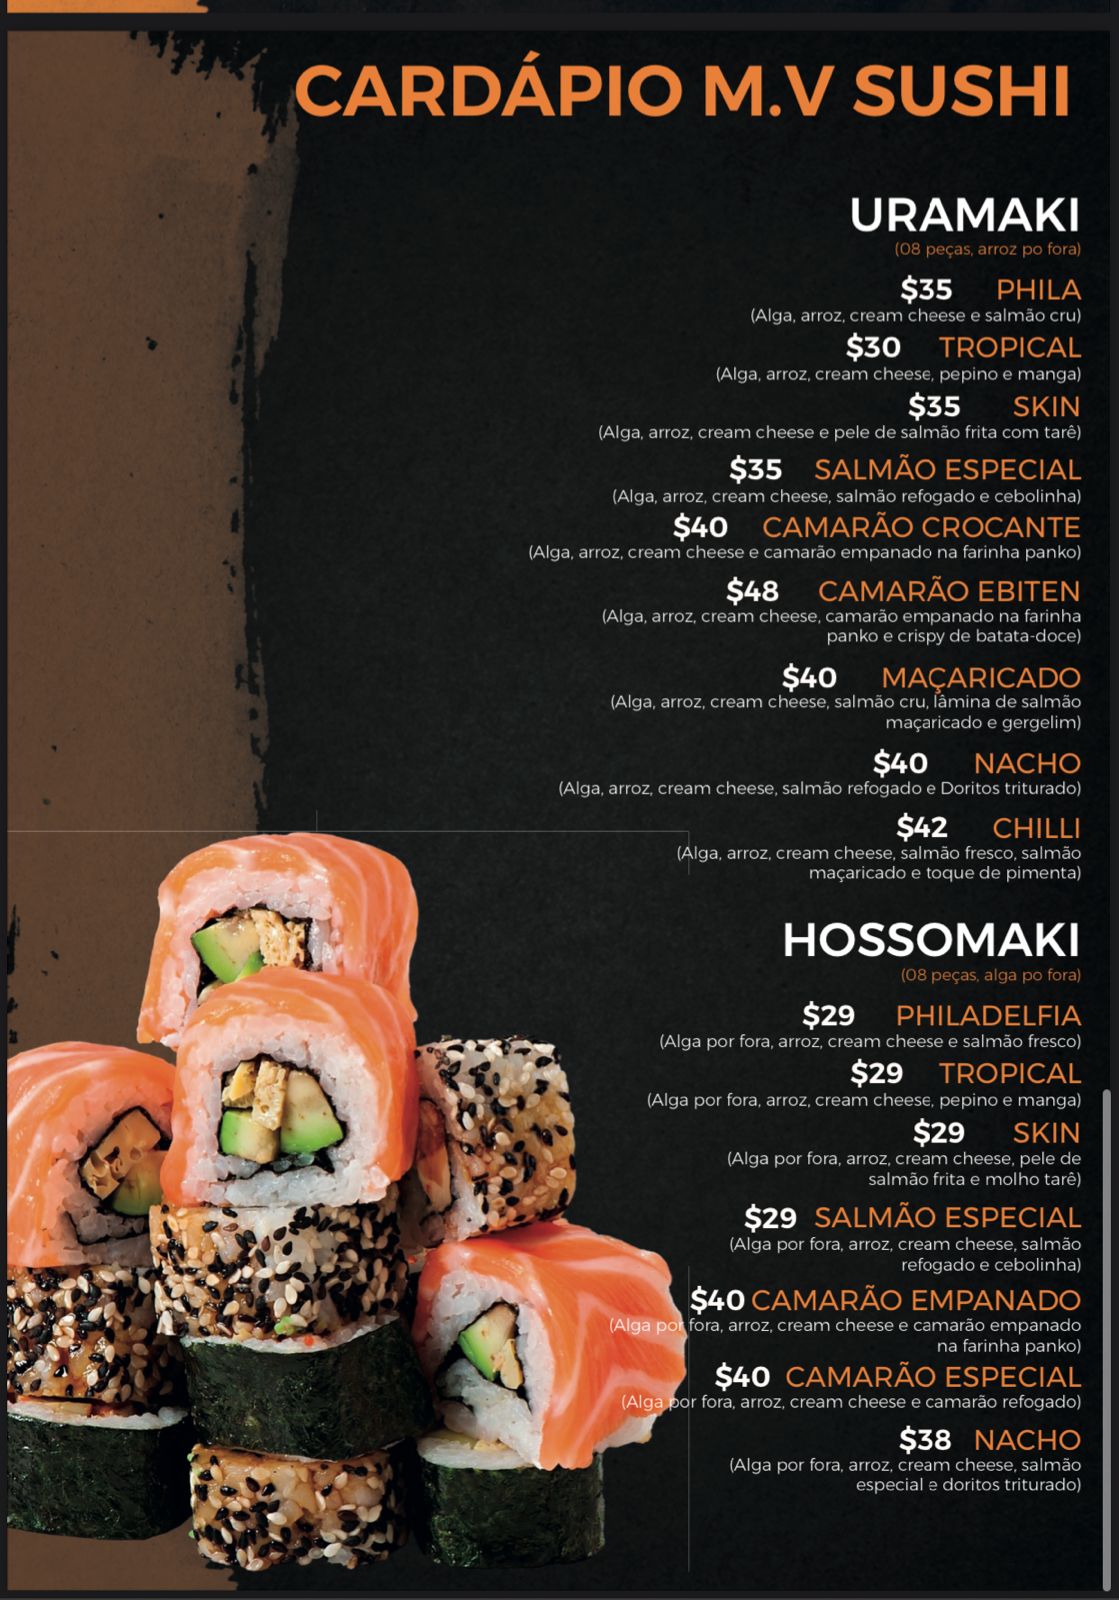 CARDÁPIO M.V SUSHI
URAMAKI
(08 peças, arroz po fora)
$35 PHILA
(Alga, arroz, cream cheese e salmão cru)
$30 TROPICAL
(Alga, arroz, cream cheese, pepino e manga)
$35 SKIN
(Alga, arroz, cream cheese e pele de salmão frita com tarê)
$35 SALMÃO ESPECIAL
(Alga, arroz, cream cheese, salmão refogado e cebolinha)
$40 CAMARÃO CROCANTE
(Alga, arroz, cream cheese e camarão empanado na farinha panko)
$48 CAMARÃO EBITEN
(Alga, arroz, cream cheese, camarão empanado na farinha
panko e crispy de batata-doce)
$40 MAÇARICADO
(Alga, arroz, cream cheese, salmão cru, lâmina de salmão
maçaricado e gergelim)
$40 NACHO
(Alga, arroz, cream cheese, salmão refogado e Doritos triturado)
$42 CHILLI
(Alga, arroz, cream cheese, salmão fresco, salmão
maçaricado e toque de pimenta)
HOSSOMAKI
(08 peças, alga po fora)
$29 PHILADELFIA
(Alga por fora, arroz, cream cheese e salmão fresco)
$29 TROPICAL
(Alga por fora, arroz, cream cheese, pepino e manga)
$29 SKIN
(Alga por fora, arroz, cream cheese, pele de
salmão frita e molho tarê)
$29 SALMÃO ESPECIAL
(Alga por fora, arroz, cream cheese, salmão
refogado e cebolinha)
$40 CAMARÃO EMPANADO
(Alga por fora, arroz, cream cheese e camarão empanado
na farinha panko)
$40 CAMARÃO ESPECIAL
(Alga por fora, arroz, cream cheese e camarão refogado)
$38 NACHO
(Alga por fora, arroz, cream cheese, salmão
especial e doritos triturado)